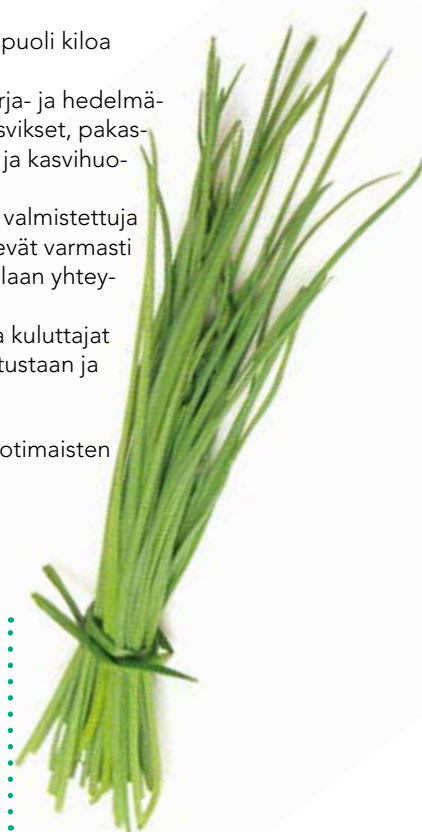 puoli kiloa
rja- ja hedelmä-
svikset, pakas-
ja kasvihuo-
valmistettuja
evät varmasti
laan yhtey-
a kuluttajat
tustaan ja
otimaisten